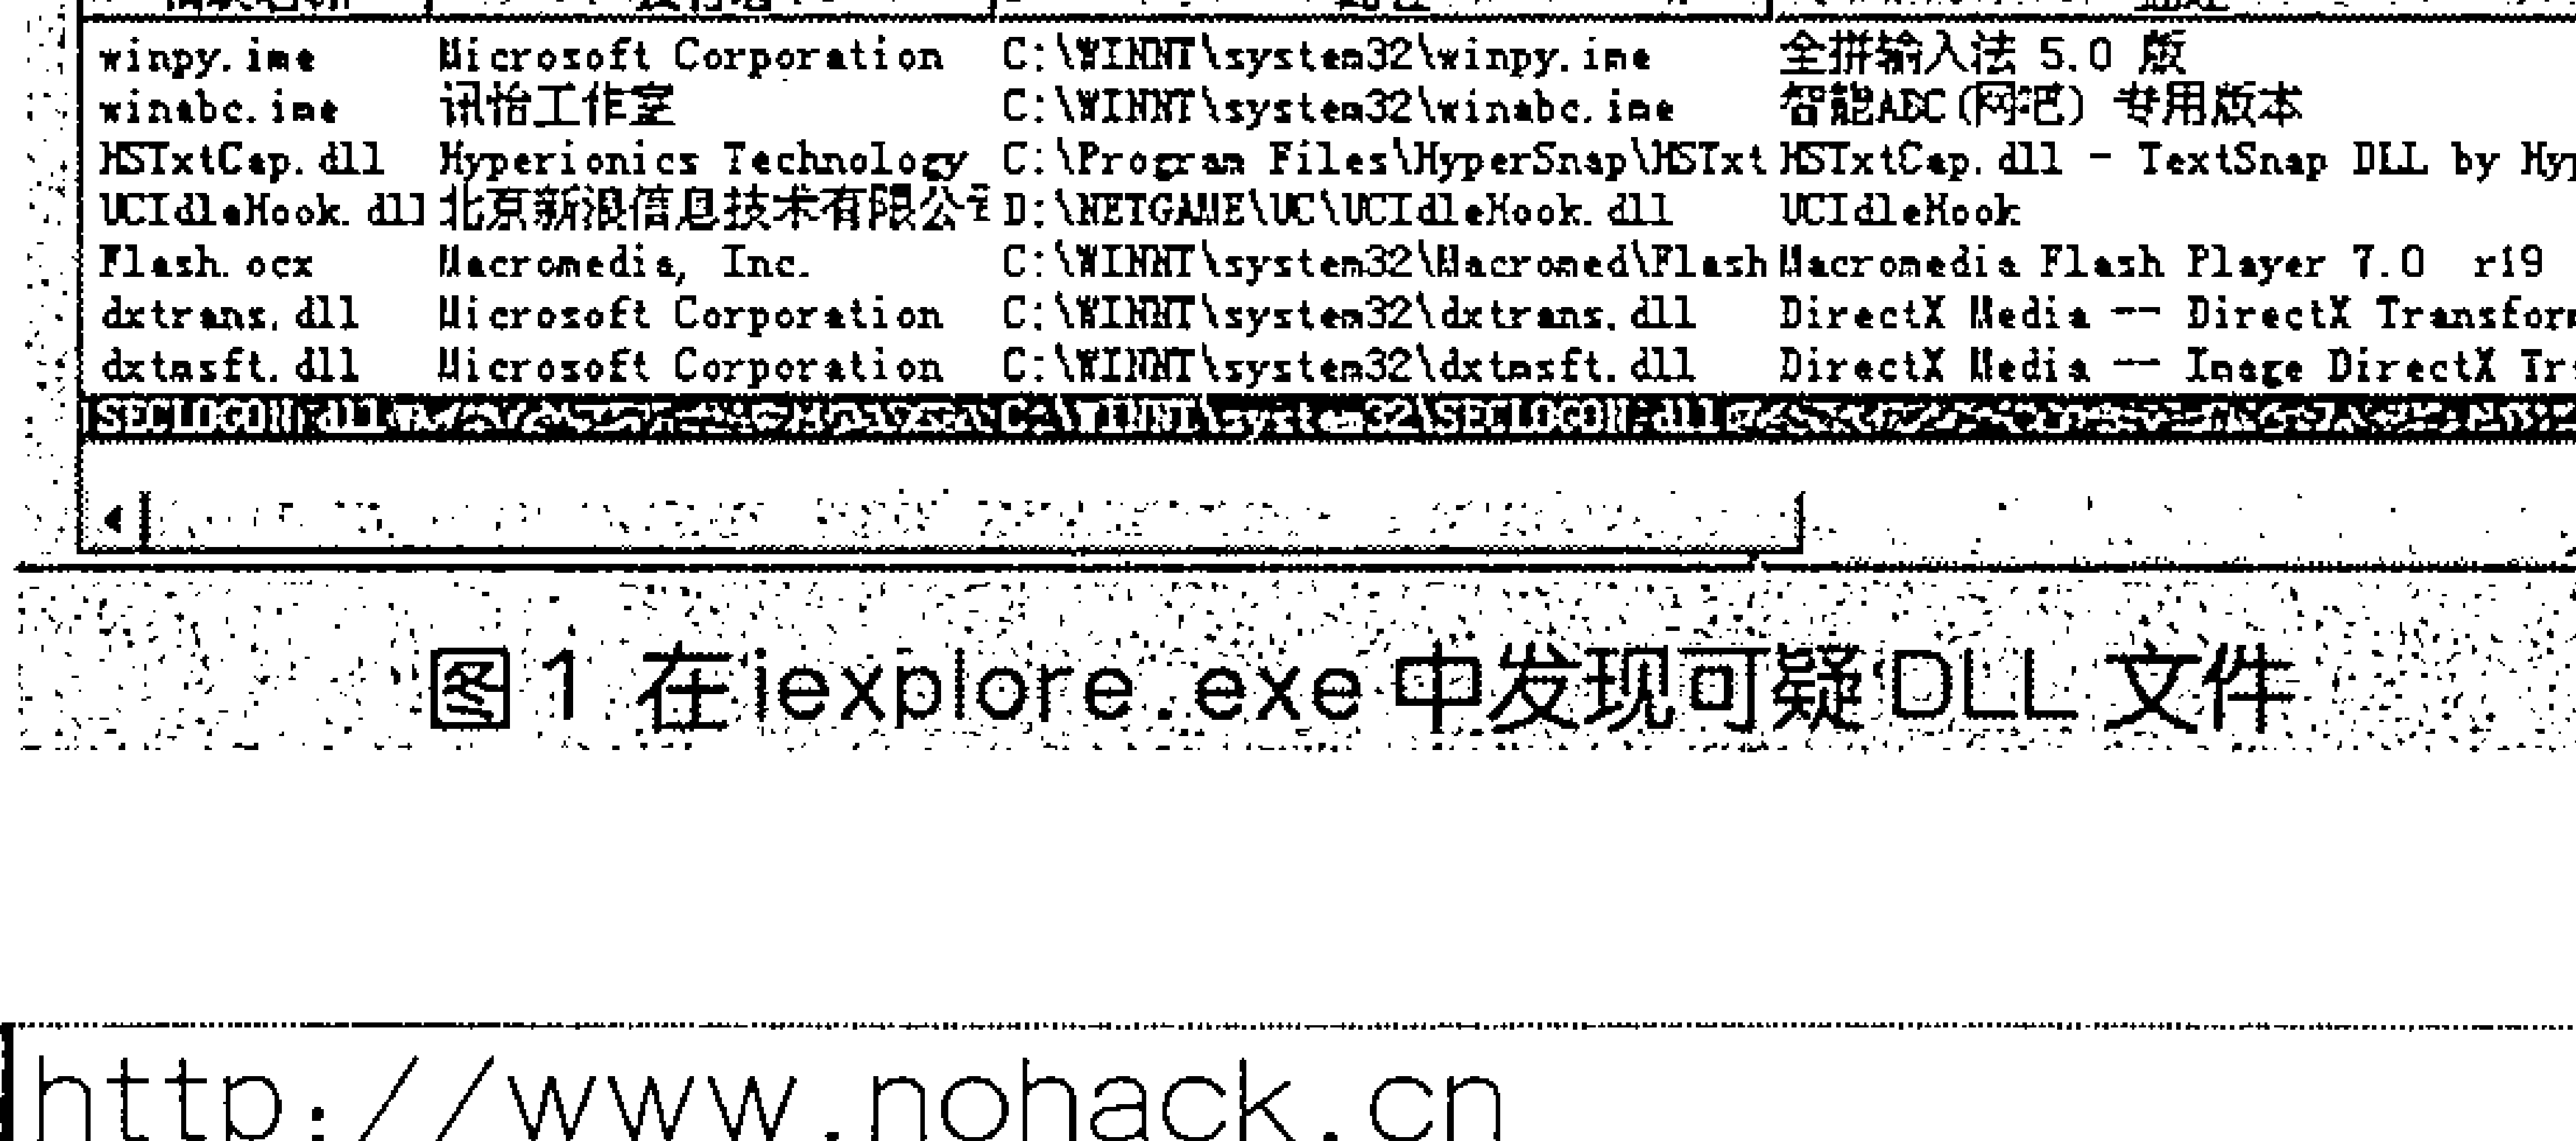 winpy.ime Microsoft Corporation C:\WINNT\system32\winpy.ime 全拼输入法 5.0 版
winabc.ime 讯怡工作室 C:\WINNT\system32\winabc.ime 智能ABC(网吧) 专用版本
HSTxtCap.dll Hyperionics Technology C:\Program Files\HyperSnap\HSTxt HSTxtCap.dll - TextSnap DLL by Hyp
UCIdleHook.dll 北京新浪信息技术有限公司 D:\NETGAME\UC\UCIdleHook.dll UCIdleHook
Flash.ocx Macromedia, Inc. C:\WINNT\system32\Macromed\Flash Macromedia Flash Player 7.0 r19
dxtrans.dll Microsoft Corporation C:\WINNT\system32\dxtrans.dll DirectX Media -- DirectX Transform
dxtmsft.dll Microsoft Corporation C:\WINNT\system32\dxtmsft.dll DirectX Media -- Image DirectX Tra
SECLOGON.dll C:\WINNT\system32\SECLOGON.dll
图1 在iexplore.exe中发现可疑DLL文件
http://www.nohack.cn